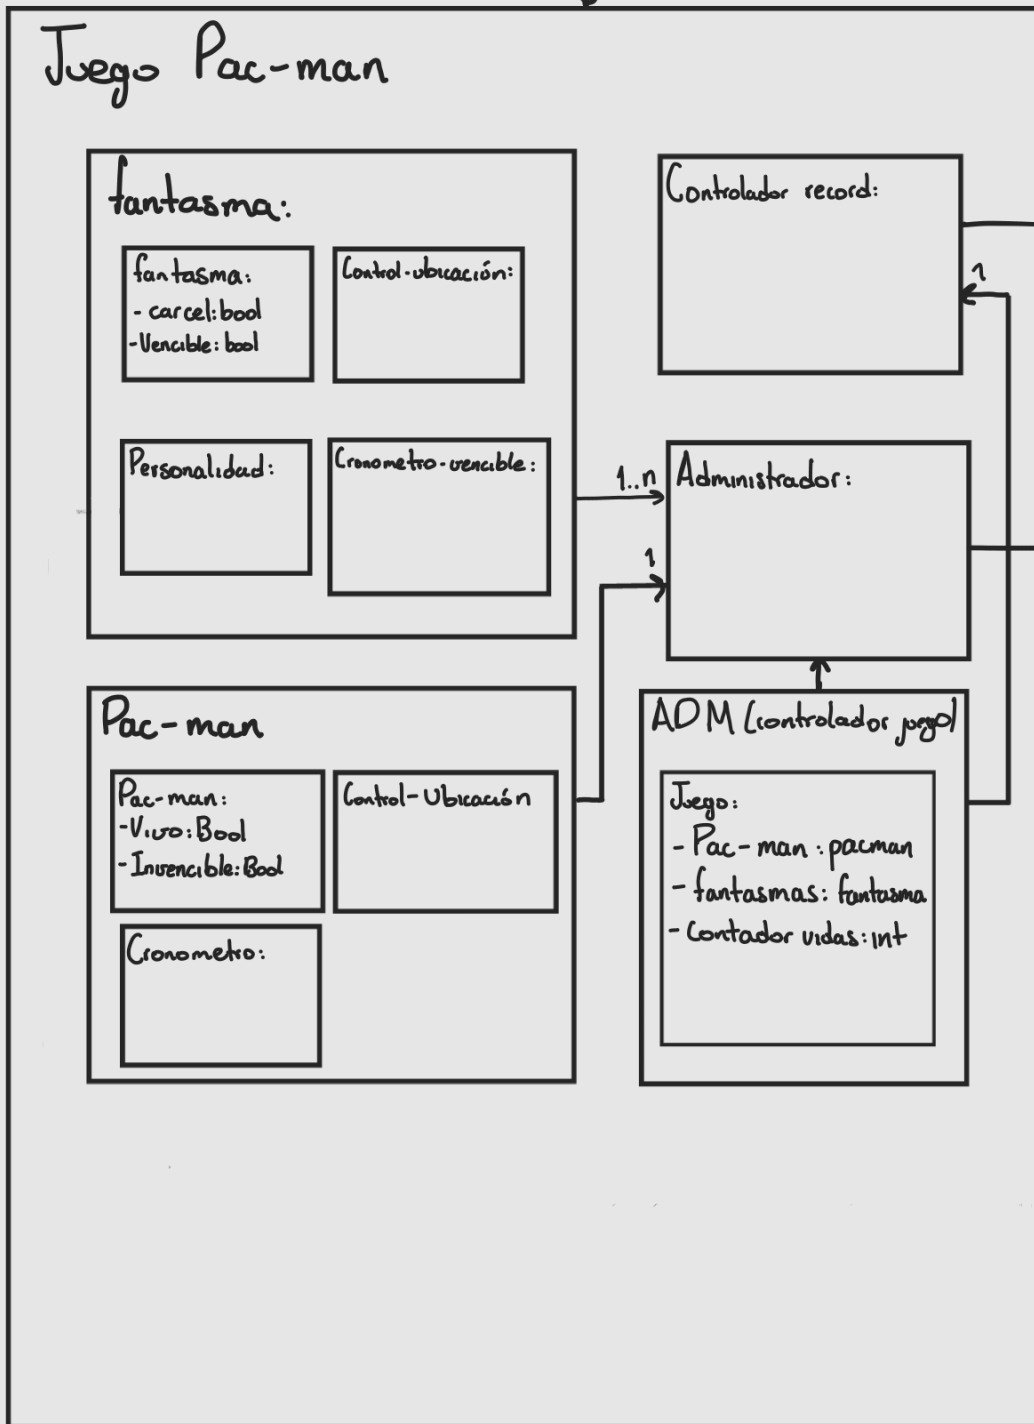 Juego Pac-man
fantasma:
fantasma:
- carcel: bool
- Vencible: bool
Control-ubicación:
Personalidad:
Cronometro-vencible:
Controlador record:
1
1..n
1
Administrador:
Pac-man
Pac-man:
- Vivo: Bool
- Invencible: Bool
Control-Ubicación
Cronometro:
ADM (controlador juego)
Juego:
- Pac-man: pacman
- fantasmas: fantasma
- Contador vidas: int